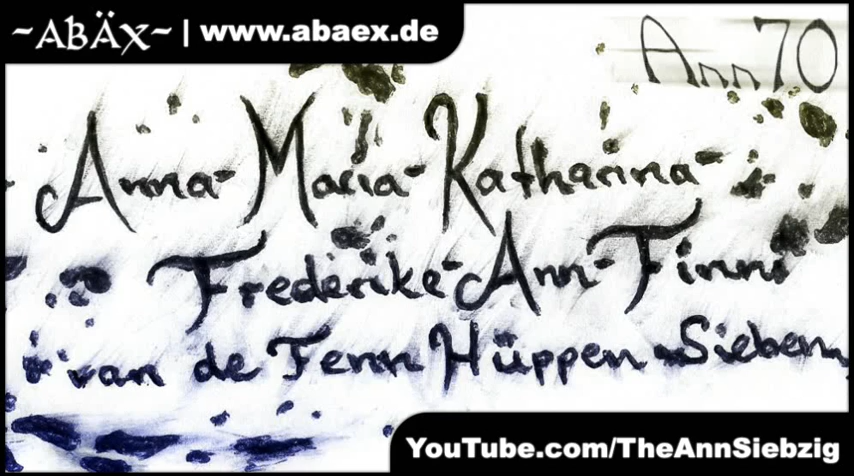 ~ABÄX~ | www.abaex.de
Ann70
Anna-Maria-Katharina-
Frederike-Ann-Finni
van de Fenn Hüppen-Sieben
YouTube.com/TheAnnSiebzig